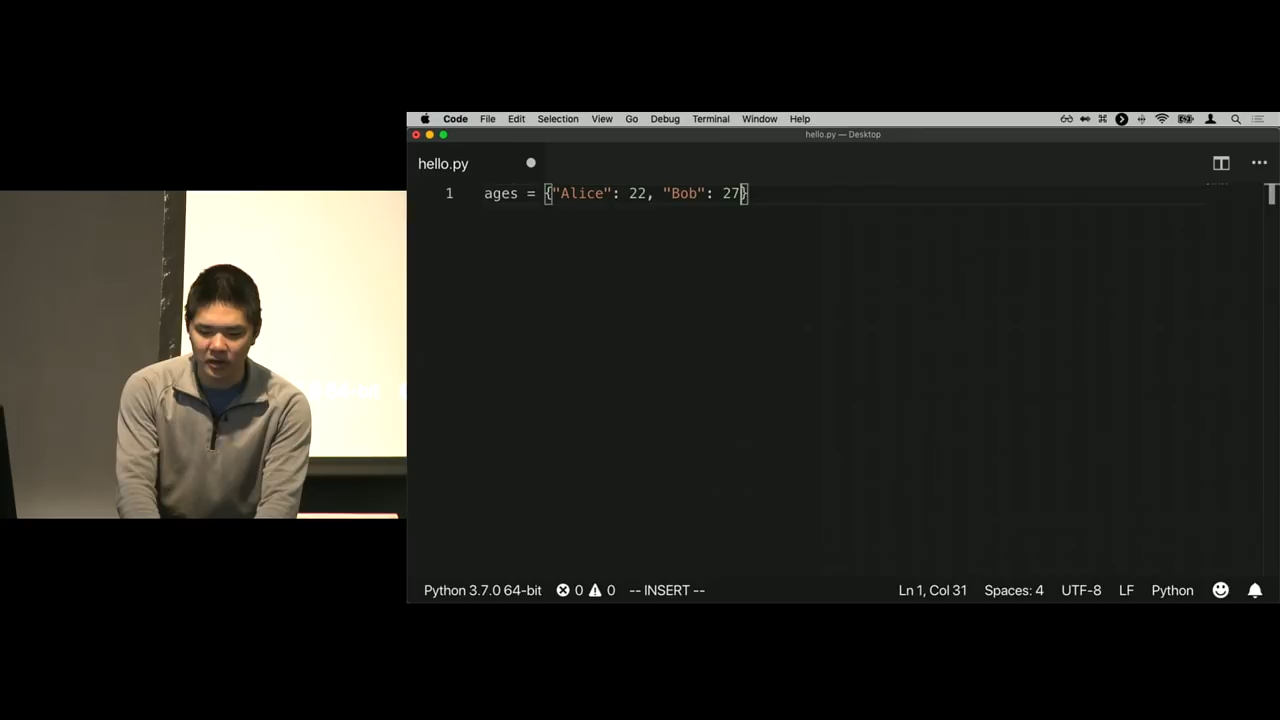 Code File Edit Selection View Go Debug Terminal Window Help
hello.py — Desktop
hello.py
1 ages = {"Alice": 22, "Bob": 27}
Python 3.7.0 64-bit 0 0 -- INSERT -- Ln 1, Col 31 Spaces: 4 UTF-8 LF Python